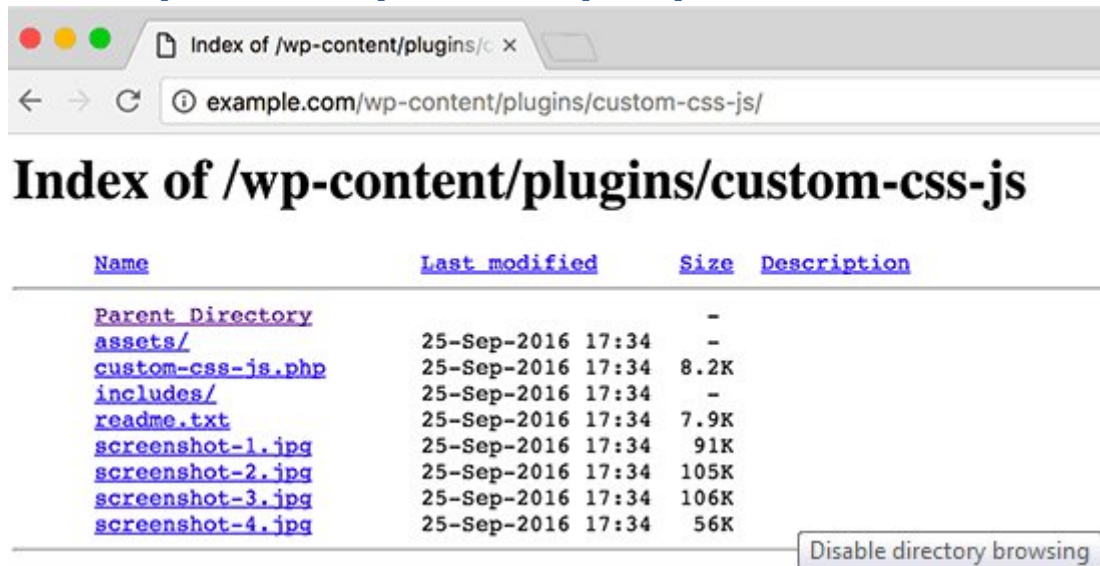 Index of /wp-content/plugins/c ×
example.com/wp-content/plugins/custom-css-js/
Index of /wp-content/plugins/custom-css-js
Name Last modified Size Description
Parent Directory -
assets/ 25-Sep-2016 17:34 -
custom-css-js.php 25-Sep-2016 17:34 8.2K
includes/ 25-Sep-2016 17:34 -
readme.txt 25-Sep-2016 17:34 7.9K
screenshot-1.jpg 25-Sep-2016 17:34 91K
screenshot-2.jpg 25-Sep-2016 17:34 105K
screenshot-3.jpg 25-Sep-2016 17:34 106K
screenshot-4.jpg 25-Sep-2016 17:34 56K
Disable directory browsing